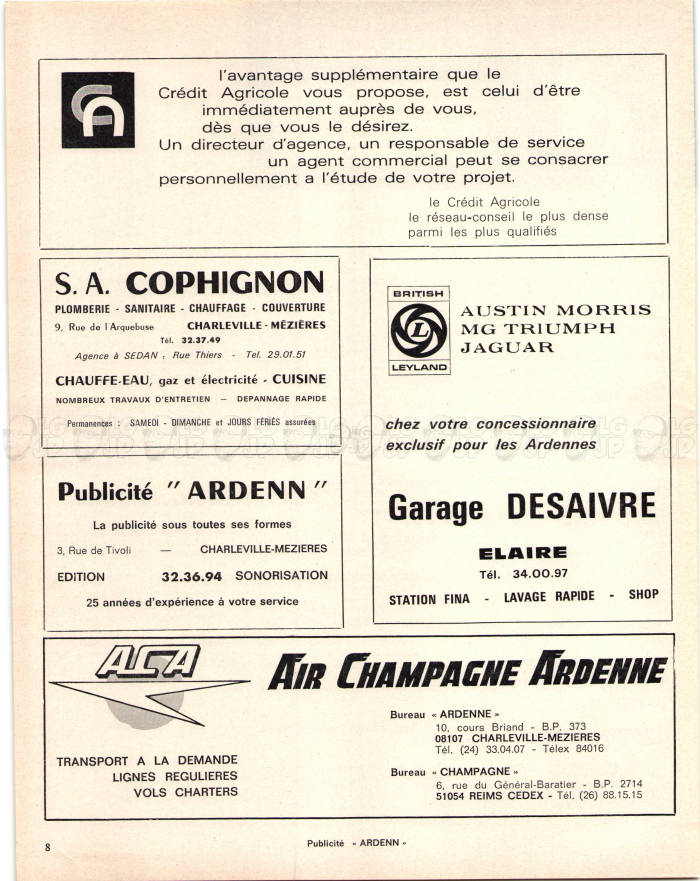 CA
l'avantage supplémentaire que le
Crédit Agricole vous propose, est celui d'être
immédiatement auprès de vous,
dès que vous le désirez.
Un directeur d'agence, un responsable de service
un agent commercial peut se consacrer
personnellement a l'étude de votre projet.
le Crédit Agricole
le réseau-conseil le plus dense
parmi les plus qualifiés
S. A. COPHIGNON
PLOMBERIE - SANITAIRE - CHAUFFAGE - COUVERTURE
9, Rue de l'Arquebuse CHARLEVILLE - MÉZIÈRES
Tél. 32.37.49
Agence à SEDAN : Rue Thiers - Tel. 29.01.51
CHAUFFE-EAU, gaz et électricité - CUISINE
NOMBREUX TRAVAUX D'ENTRETIEN — DEPANNAGE RAPIDE
Permanences : SAMEDI - DIMANCHE et JOURS FÉRIÉS assurées
Publicité " ARDENN "
La publicité sous toutes ses formes
3, Rue de Tivoli — CHARLEVILLE-MEZIERES
EDITION 32.36.94 SONORISATION
25 années d'expérience à votre service
BRITISH
L
LEYLAND
AUSTIN MORRIS
MG TRIUMPH
JAGUAR
chez votre concessionnaire
exclusif pour les Ardennes
Garage DESAIVRE
ELAIRE
Tél. 34.00.97
STATION FINA - LAVAGE RAPIDE - SHOP
ACA
AIR CHAMPAGNE ARDENNE
TRANSPORT A LA DEMANDE
LIGNES REGULIERES
VOLS CHARTERS
Bureau « ARDENNE »
10, cours Briand - B.P. 373
08107 CHARLEVILLE-MEZIERES
Tél. (24) 33.04.07 - Télex 84016
Bureau « CHAMPAGNE »
6, rue du Général-Baratier - B.P. 2714
51054 REIMS CEDEX - Tél. (26) 88.15.15
8
Publicité « ARDENN »